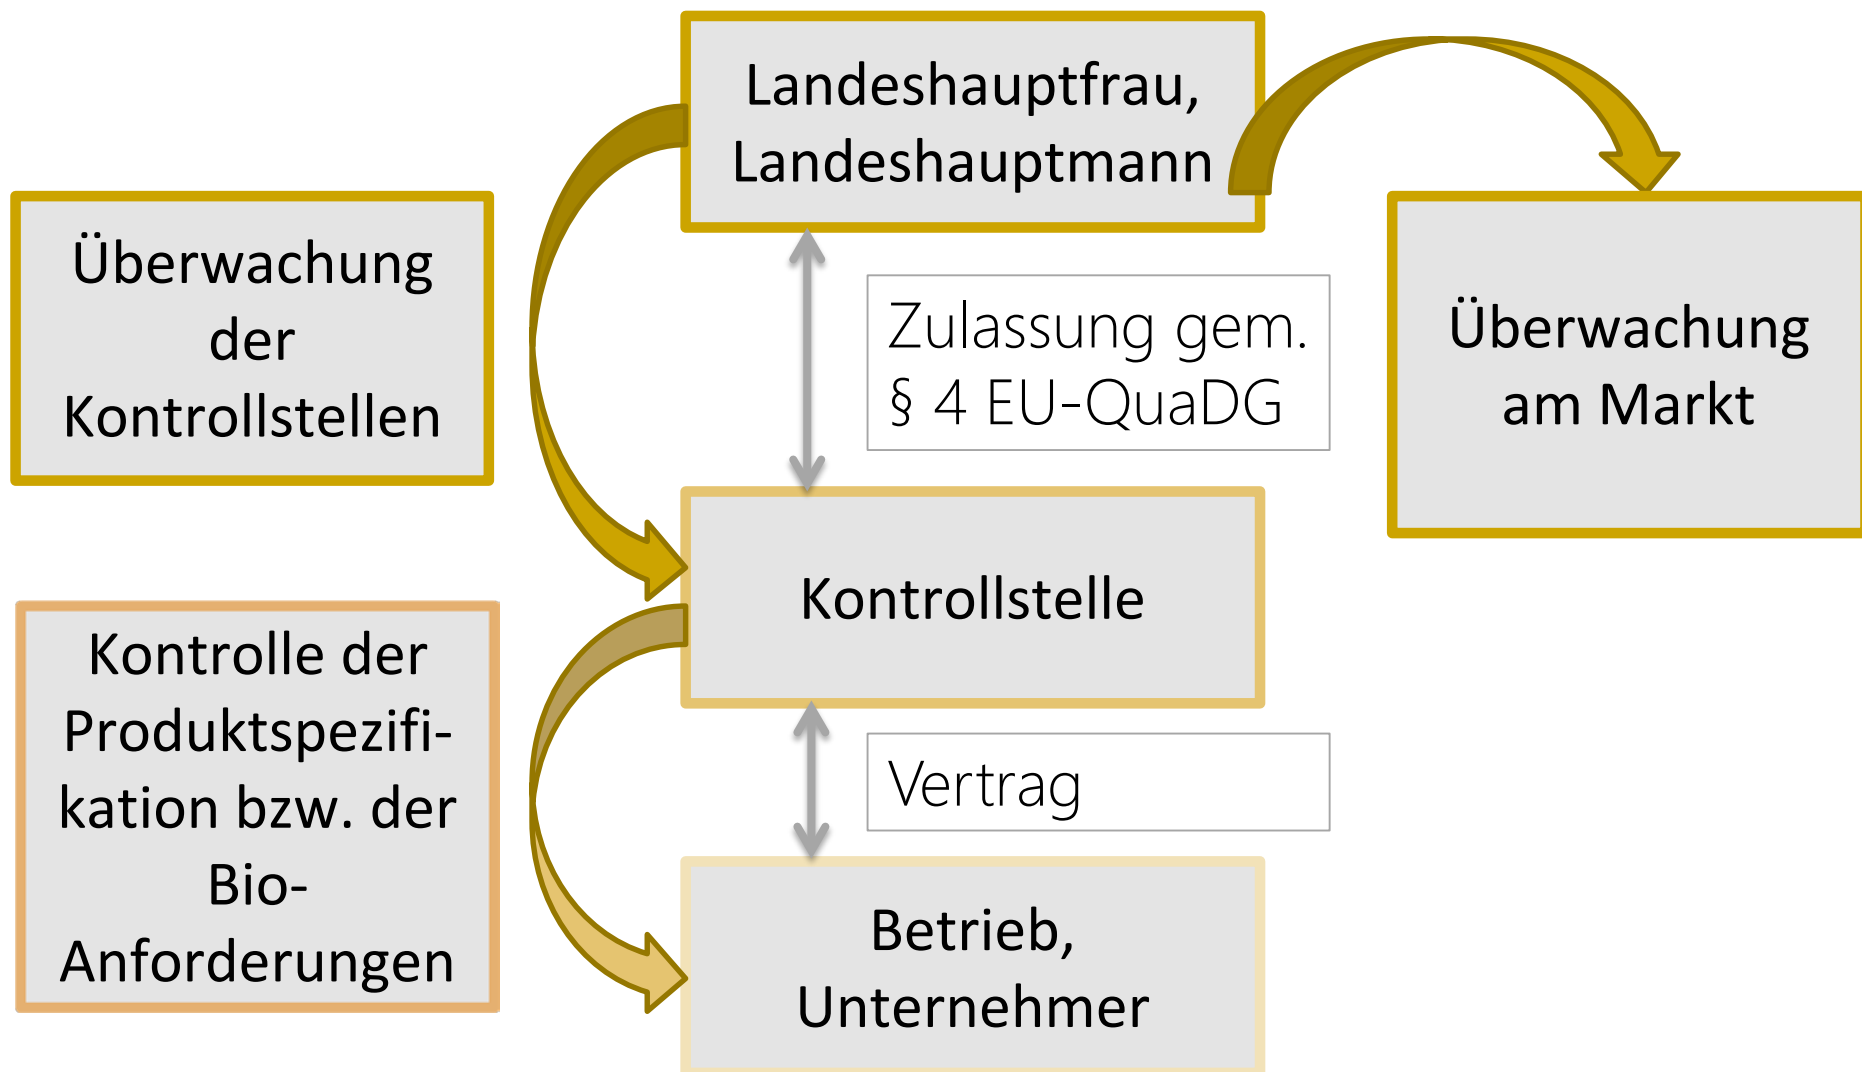 Landeshauptfrau,
Landeshauptmann
Überwachung
der
Kontrollstellen
Zulassung gem.
§ 4 EU-QuaDG
Überwachung
am Markt
Kontrollstelle
Kontrolle der
Produktspezifi-
kation bzw. der
Bio-
Anforderungen
Vertrag
Betrieb,
Unternehmer